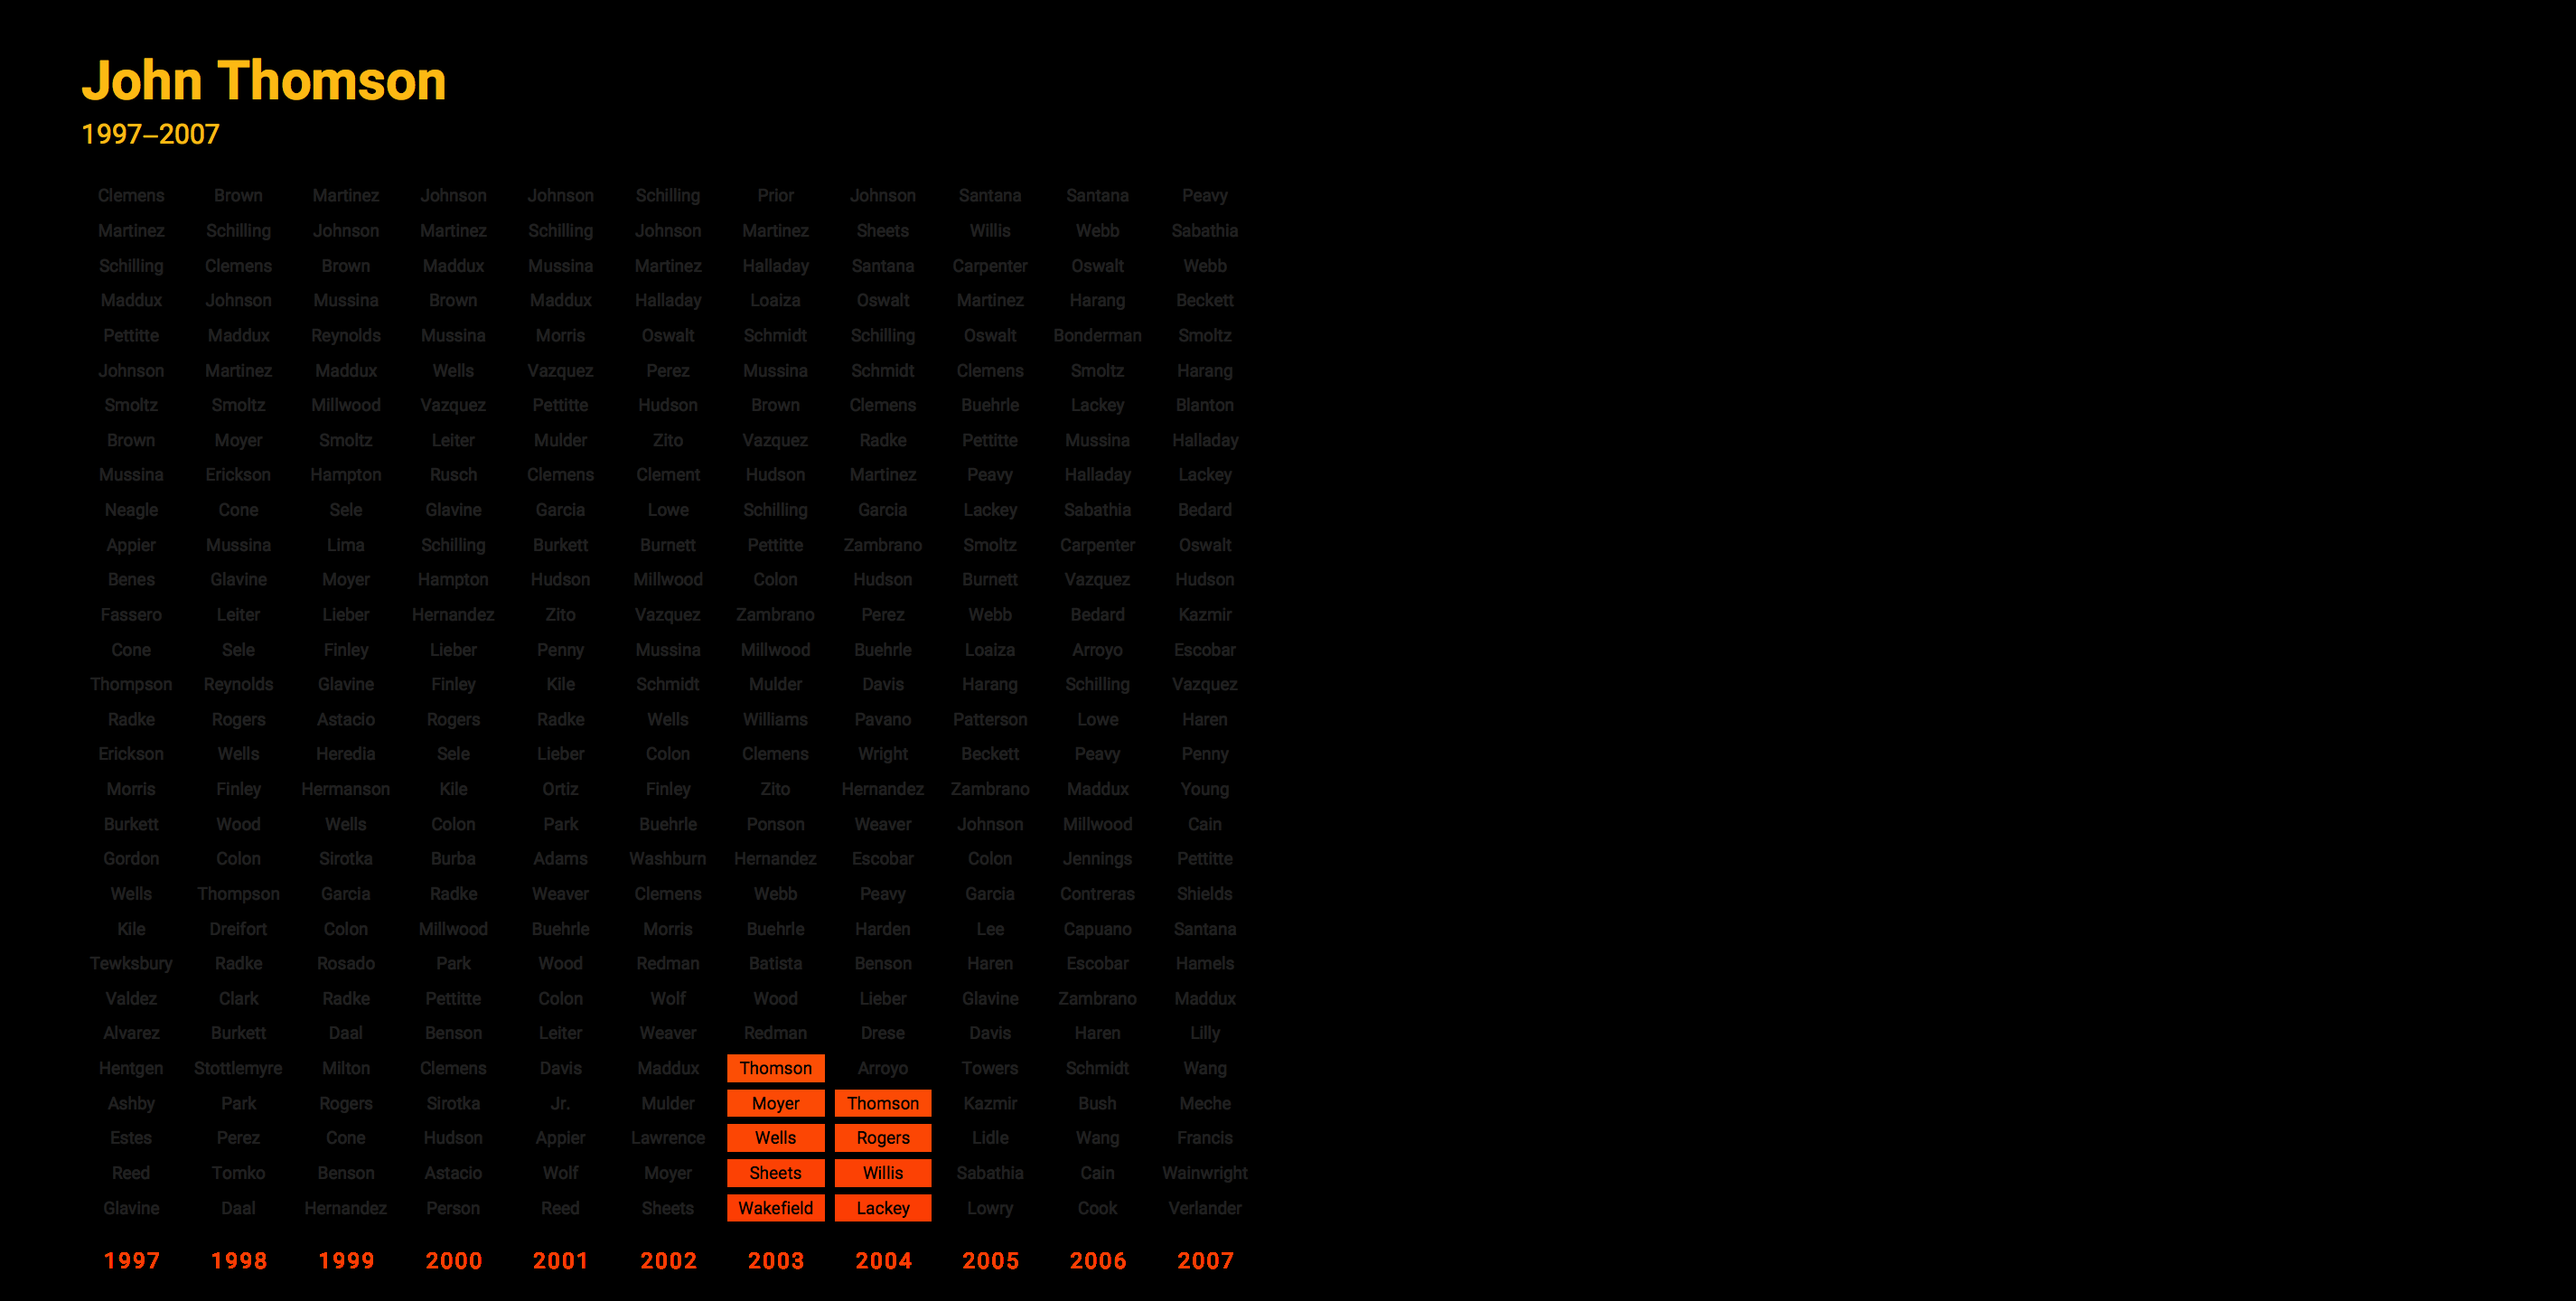 John Thomson
1997–2007
Clemens Brown Martinez Johnson Johnson Schilling Prior Johnson Santana Santana Peavy
Martinez Schilling Johnson Martinez Schilling Johnson Martinez Sheets Willis Webb Sabathia
Schilling Clemens Brown Maddux Mussina Martinez Halladay Santana Carpenter Oswalt Webb
Maddux Johnson Mussina Brown Maddux Halladay Loaiza Oswalt Martinez Harang Beckett
Pettitte Maddux Reynolds Mussina Morris Oswalt Schmidt Schilling Oswalt Bonderman Smoltz
Johnson Martinez Maddux Wells Vazquez Perez Mussina Schmidt Clemens Smoltz Harang
Smoltz Smoltz Millwood Vazquez Pettitte Hudson Brown Clemens Buehrle Lackey Blanton
Brown Moyer Smoltz Leiter Mulder Zito Vazquez Radke Pettitte Mussina Halladay
Mussina Erickson Hampton Rusch Clemens Clement Hudson Martinez Peavy Halladay Lackey
Neagle Cone Sele Glavine Garcia Lowe Schilling Garcia Lackey Sabathia Bedard
Appier Mussina Lima Schilling Burkett Burnett Pettitte Zambrano Smoltz Carpenter Oswalt
Benes Glavine Moyer Hampton Hudson Millwood Colon Hudson Burnett Vazquez Hudson
Fassero Leiter Lieber Hernandez Zito Vazquez Zambrano Perez Webb Bedard Kazmir
Cone Sele Finley Lieber Penny Mussina Millwood Buehrle Loaiza Arroyo Escobar
Thompson Reynolds Glavine Finley Kile Schmidt Mulder Davis Harang Schilling Vazquez
Radke Rogers Astacio Rogers Radke Wells Williams Pavano Patterson Lowe Haren
Erickson Wells Heredia Sele Lieber Colon Clemens Wright Beckett Peavy Penny
Morris Finley Hermanson Kile Ortiz Finley Zito Hernandez Zambrano Maddux Young
Burkett Wood Wells Colon Park Buehrle Ponson Weaver Johnson Millwood Cain
Gordon Colon Sirotka Burba Adams Washburn Hernandez Escobar Colon Jennings Pettitte
Wells Thompson Garcia Radke Weaver Clemens Webb Peavy Garcia Contreras Shields
Kile Dreifort Colon Millwood Buehrle Morris Buehrle Harden Lee Capuano Santana
Tewksbury Radke Rosado Park Wood Redman Batista Benson Haren Escobar Hamels
Valdez Clark Radke Pettitte Colon Wolf Wood Lieber Glavine Zambrano Maddux
Alvarez Burkett Daal Benson Leiter Weaver Redman Drese Davis Haren Lilly
Hentgen Stottlemyre Milton Clemens Davis Maddux Thomson Arroyo Towers Schmidt Wang
Ashby Park Rogers Sirotka Jr. Mulder Moyer Thomson Kazmir Bush Meche
Estes Perez Cone Hudson Appier Lawrence Wells Rogers Lidle Wang Francis
Reed Tomko Benson Astacio Wolf Moyer Sheets Willis Sabathia Cain Wainwright
Glavine Daal Hernandez Person Reed Sheets Wakefield Lackey Lowry Cook Verlander
1997 1998 1999 2000 2001 2002 2003 2004 2005 2006 2007